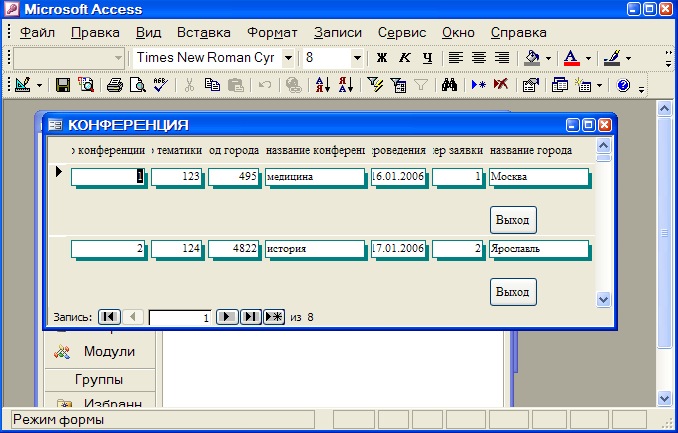 Microsoft Access
Файл Правка Вид Вставка Формат Записи Сервис Окно Справка
Times New Roman Cyr 8 Ж К Ч
КОНФЕРЕНЦИЯ
конференции тематики од города название конферен роведения ер заявки название города
1 123 495 медицина 16.01.2006 1 Москва
Выход
2 124 4822 история 17.01.2006 2 Ярославль
Выход
Запись: 1 из 8
Модули
Группы
Избранн
Режим формы